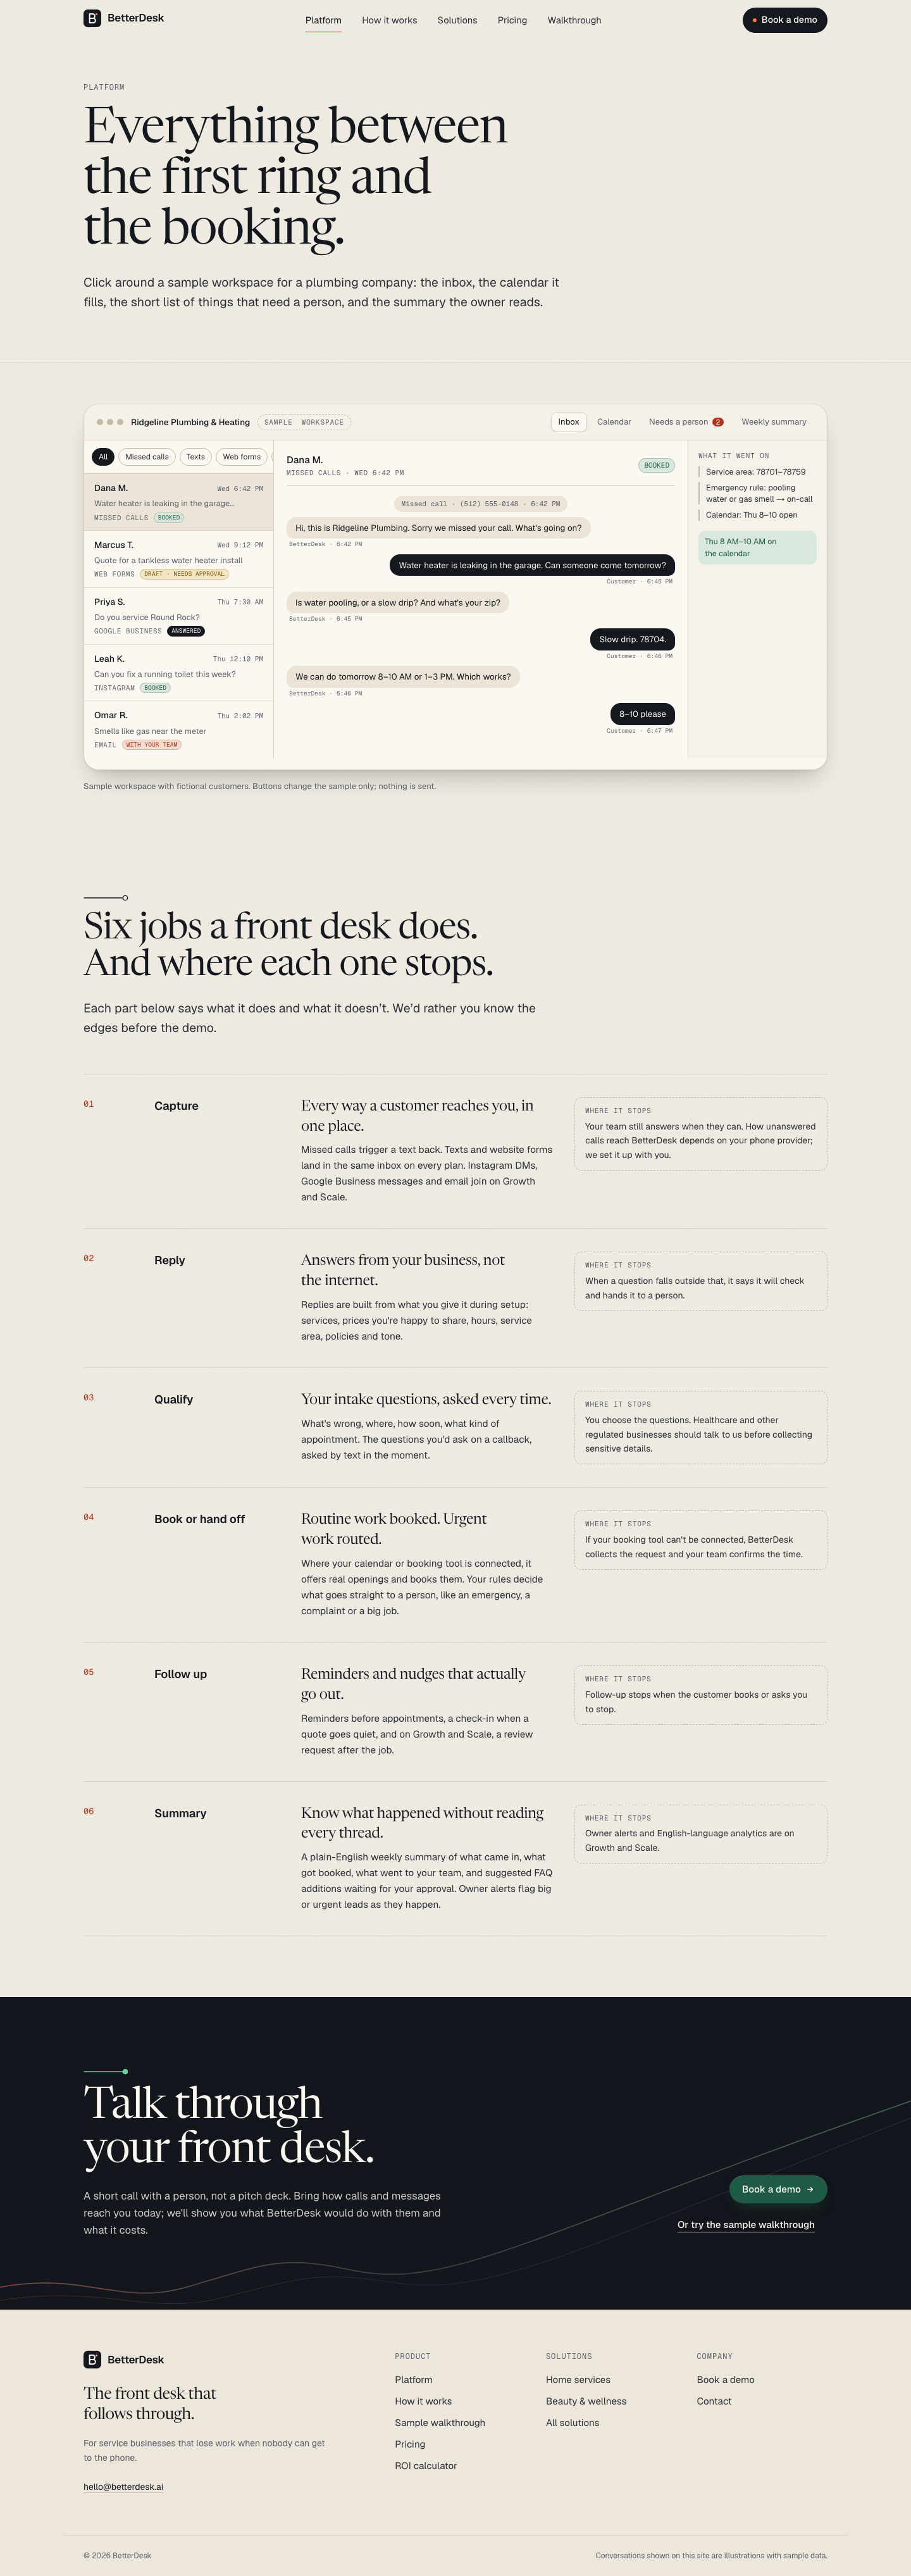 BetterDesk
Platform
How it works
Solutions
Pricing
Walkthrough
Book a demo
PLATFORM
Everything between
the first ring and
the booking.
Click around a sample workspace for a plumbing company: the inbox, the calendar it
fills, the short list of things that need a person, and the summary the owner reads.
Ridgeline Plumbing & Heating
SAMPLE WORKSPACE
Inbox
Calendar
Needs a person 2
Weekly summary
All
Missed calls
Texts
Web forms
Dana M.
Wed 6:42 PM
Water heater is leaking in the garage…
MISSED CALLS
BOOKED
Marcus T.
Wed 9:12 PM
Quote for a tankless water heater install
WEB FORMS
DRAFT · NEEDS APPROVAL
Priya S.
Thu 7:30 AM
Do you service Round Rock?
GOOGLE BUSINESS
ANSWERED
Leah K.
Thu 12:10 PM
Can you fix a running toilet this week?
INSTAGRAM
BOOKED
Omar R.
Thu 2:02 PM
Smells like gas near the meter
EMAIL
WITH YOUR TEAM
Dana M.
MISSED CALLS · WED 6:42 PM
BOOKED
Missed call · (512) 555-0148 · 6:42 PM
Hi, this is Ridgeline Plumbing. Sorry we missed your call. What's going on?
BetterDesk · 6:42 PM
Water heater is leaking in the garage. Can someone come tomorrow?
Customer · 6:45 PM
Is water pooling, or a slow drip? And what's your zip?
BetterDesk · 6:45 PM
Slow drip. 78704.
Customer · 6:46 PM
We can do tomorrow 8–10 AM or 1–3 PM. Which works?
BetterDesk · 6:46 PM
8–10 please
Customer · 6:47 PM
WHAT IT WENT ON
Service area: 78701–78759
Emergency rule: pooling
water or gas smell → on-call
Calendar: Thu 8–10 open
Thu 8 AM–10 AM on
the calendar
Sample workspace with fictional customers. Buttons change the sample only; nothing is sent.
Six jobs a front desk does.
And where each one stops.
Each part below says what it does and what it doesn't. We'd rather you know the
edges before the demo.
01
Capture
Every way a customer reaches you, in
one place.
Missed calls trigger a text back. Texts and website forms
land in the same inbox on every plan. Instagram DMs,
Google Business messages and email join on Growth
and Scale.
WHERE IT STOPS
Your team still answers when they can. How unanswered
calls reach BetterDesk depends on your phone provider;
we set it up with you.
02
Reply
Answers from your business, not
the internet.
Replies are built from what you give it during setup:
services, prices you're happy to share, hours, service
area, policies and tone.
WHERE IT STOPS
When a question falls outside that, it says it will check
and hands it to a person.
03
Qualify
Your intake questions, asked every time.
What's wrong, where, how soon, what kind of
appointment. The questions you'd ask on a callback,
asked by text in the moment.
WHERE IT STOPS
You choose the questions. Healthcare and other
regulated businesses should talk to us before collecting
sensitive details.
04
Book or hand off
Routine work booked. Urgent
work routed.
Where your calendar or booking tool is connected, it
offers real openings and books them. Your rules decide
what goes straight to a person, like an emergency, a
complaint or a big job.
WHERE IT STOPS
If your booking tool can't be connected, BetterDesk
collects the request and your team confirms the time.
05
Follow up
Reminders and nudges that actually
go out.
Reminders before appointments, a check-in when a
quote goes quiet, and on Growth and Scale, a review
request after the job.
WHERE IT STOPS
Follow-up stops when the customer books or asks you
to stop.
06
Summary
Know what happened without reading
every thread.
A plain-English weekly summary of what came in, what
got booked, what went to your team, and suggested FAQ
additions waiting for your approval. Owner alerts flag big
or urgent leads as they happen.
WHERE IT STOPS
Owner alerts and English-language analytics are on
Growth and Scale.
Talk through
your front desk.
A short call with a person, not a pitch deck. Bring how calls and messages
reach you today; we'll show you what BetterDesk would do with them and
what it costs.
Book a demo →
Or try the sample walkthrough
BetterDesk
The front desk that
follows through.
For service businesses that lose work when nobody can get
to the phone.
hello@betterdesk.ai
PRODUCT
Platform
How it works
Sample walkthrough
Pricing
ROI calculator
SOLUTIONS
Home services
Beauty & wellness
All solutions
COMPANY
Book a demo
Contact
© 2026 BetterDesk
Conversations shown on this site are illustrations with sample data.